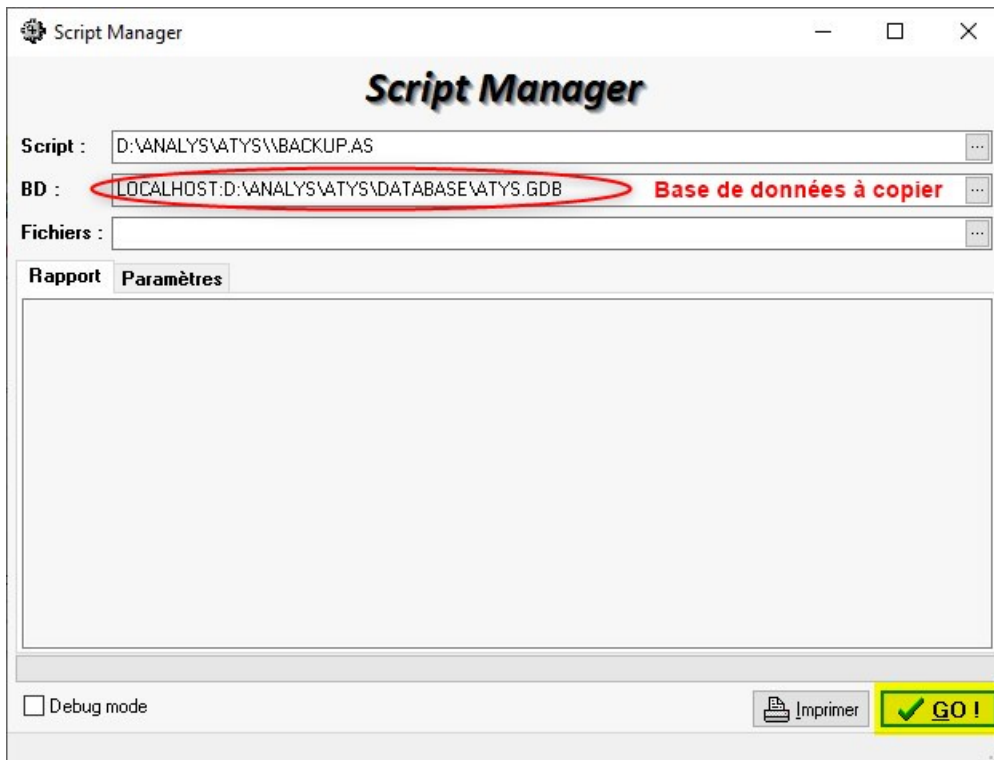 Script Manager
Script Manager
Script : D:\ANALYS\ATYS\\BACKUP.AS ...
BD : LOCALHOST:D:\ANALYS\ATYS\DATABASE\ATYS.GDB Base de données à copier ...
Fichiers : ...
Rapport Paramètres
Debug mode Imprimer GO !